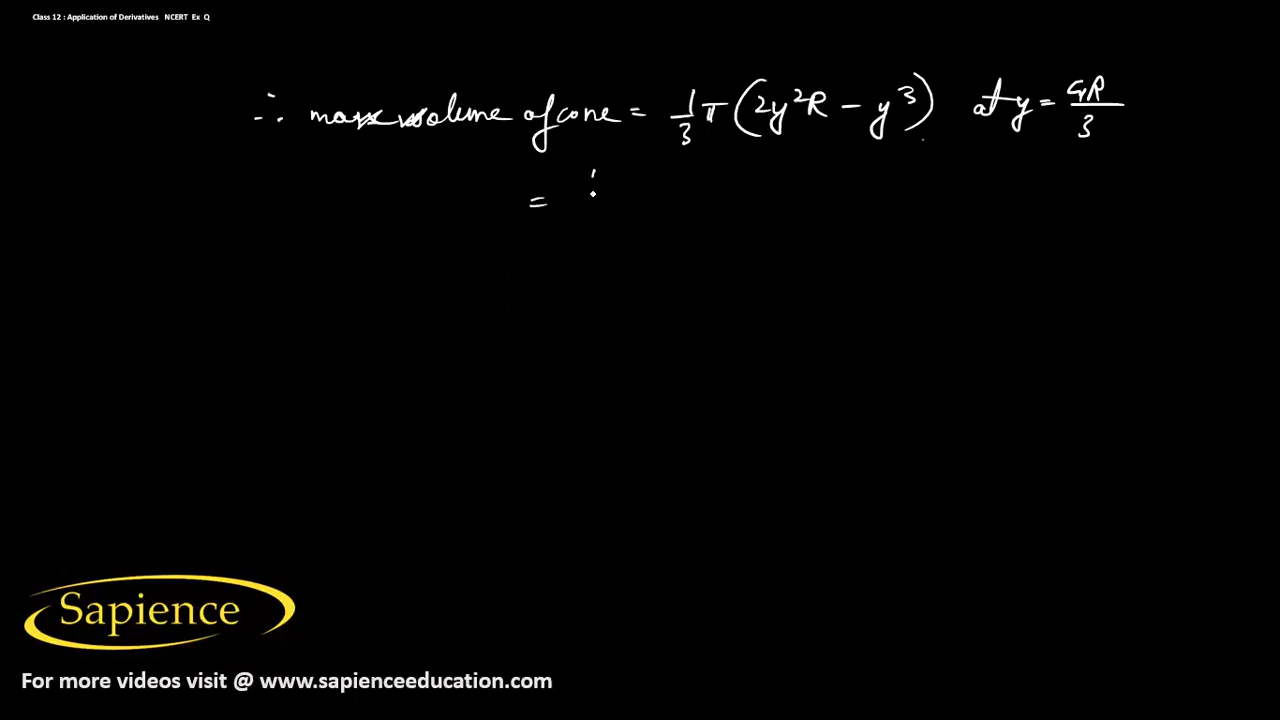 Class 12 : Application of Derivatives NCERT Ex Q
∴ max volume of cone = 1/3 π (2y²R − y³) at y = 4R/3
= '
Sapience
For more videos visit @ www.sapienceeducation.com